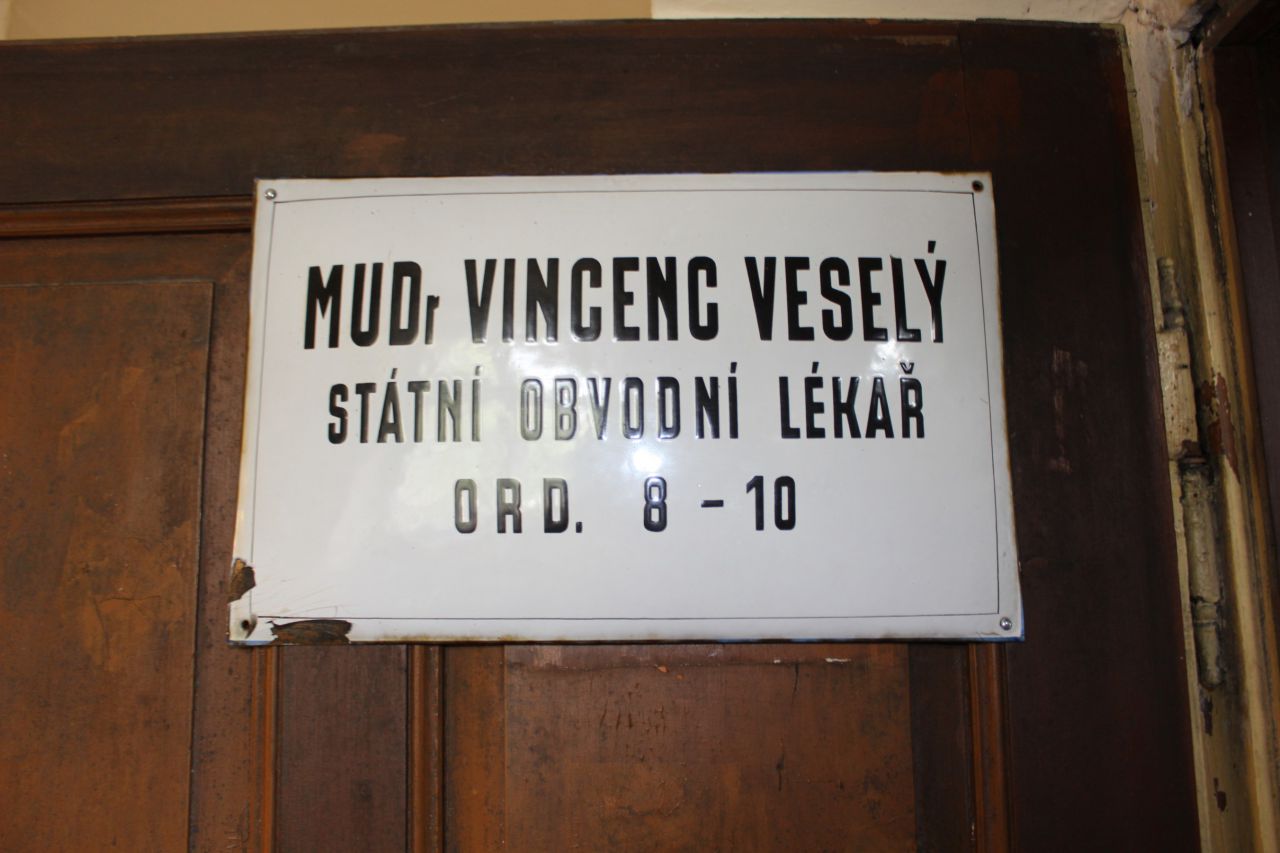 MUDr VINCENC VESELÝ
STÁTNÍ OBVODNÍ LÉKAŘ
ORD. 8 - 10